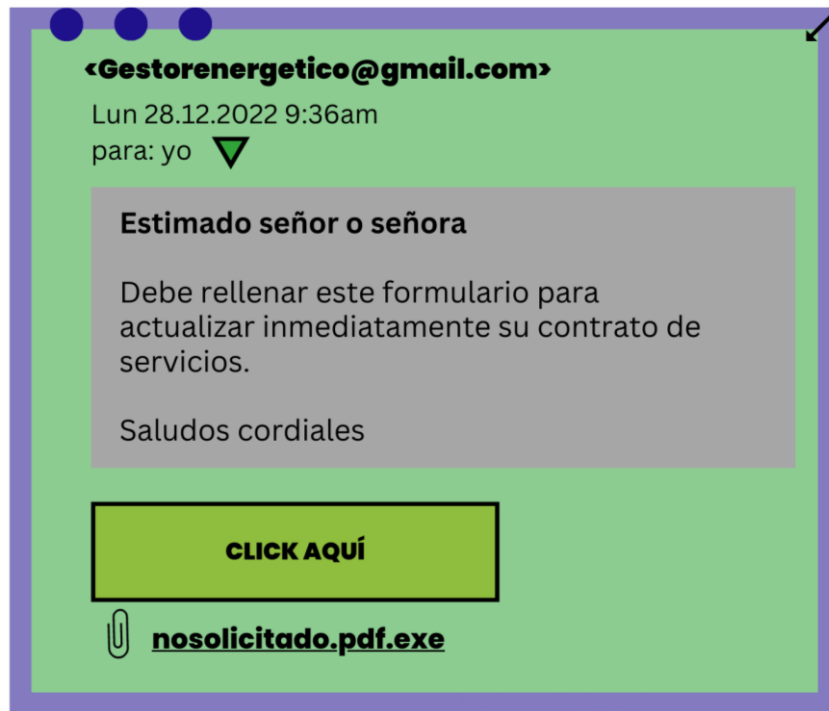 <Gestorenergetico@gmail.com>
Lun 28.12.2022 9:36am
para: yo
Estimado señor o señora
Debe rellenar este formulario para
actualizar inmediatamente su contrato de
servicios.
Saludos cordiales
CLICK AQUÍ
nosolicitado.pdf.exe